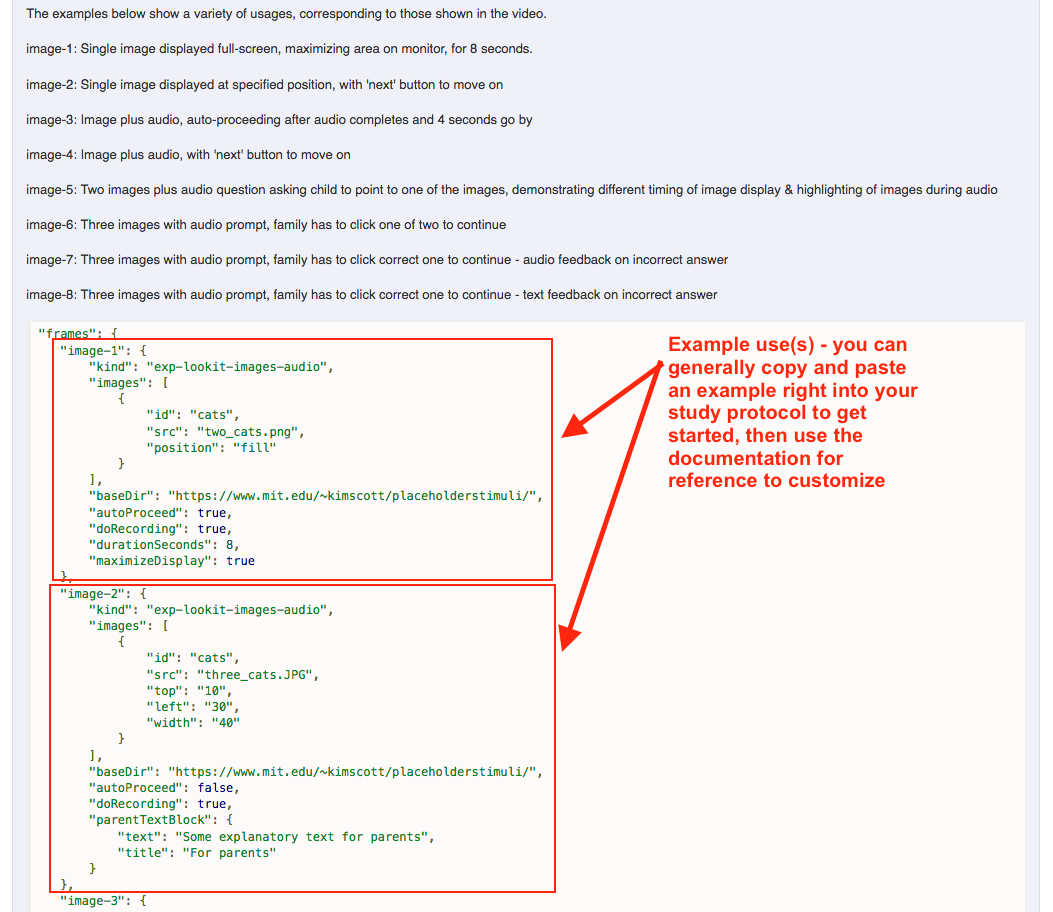 The examples below show a variety of usages, corresponding to those shown in the video.
image-1: Single image displayed full-screen, maximizing area on monitor, for 8 seconds.
image-2: Single image displayed at specified position, with 'next' button to move on
image-3: Image plus audio, auto-proceeding after audio completes and 4 seconds go by
image-4: Image plus audio, with 'next' button to move on
image-5: Two images plus audio question asking child to point to one of the images, demonstrating different timing of image display & highlighting of images during audio
image-6: Three images with audio prompt, family has to click one of two to continue
image-7: Three images with audio prompt, family has to click correct one to continue - audio feedback on incorrect answer
image-8: Three images with audio prompt, family has to click correct one to continue - text feedback on incorrect answer
"frames": {
    "image-1": {
        "kind": "exp-lookit-images-audio",
        "images": [
            {
                "id": "cats",
                "src": "two_cats.png",
                "position": "fill"
            }
        ],
        "baseDir": "https://www.mit.edu/~kimscott/placeholderstimuli/",
        "autoProceed": true,
        "doRecording": true,
        "durationSeconds": 8,
        "maximizeDisplay": true
    },
    "image-2": {
        "kind": "exp-lookit-images-audio",
        "images": [
            {
                "id": "cats",
                "src": "three_cats.JPG",
                "top": "10",
                "left": "30",
                "width": "40"
            }
        ],
        "baseDir": "https://www.mit.edu/~kimscott/placeholderstimuli/",
        "autoProceed": false,
        "doRecording": true,
        "parentTextBlock": {
            "text": "Some explanatory text for parents",
            "title": "For parents"
        }
    },
    "image-3": {
Example use(s) - you can
generally copy and paste
an example right into your
study protocol to get
started, then use the
documentation for
reference to customize